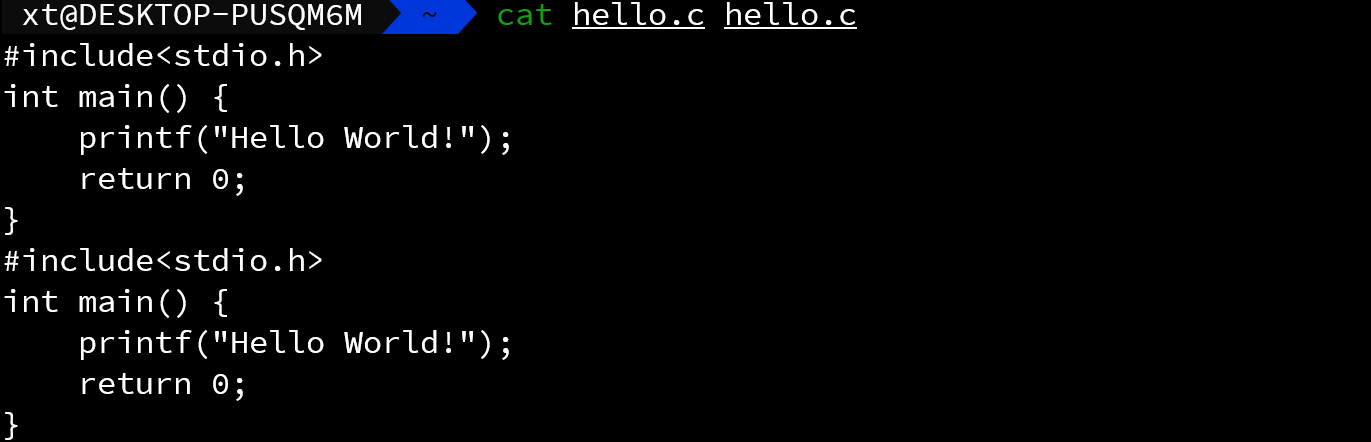 xt@DESKTOP-PUSQM6M ~ cat hello.c hello.c
#include<stdio.h>
int main() {
    printf("Hello World!");
    return 0;
}
#include<stdio.h>
int main() {
    printf("Hello World!");
    return 0;
}